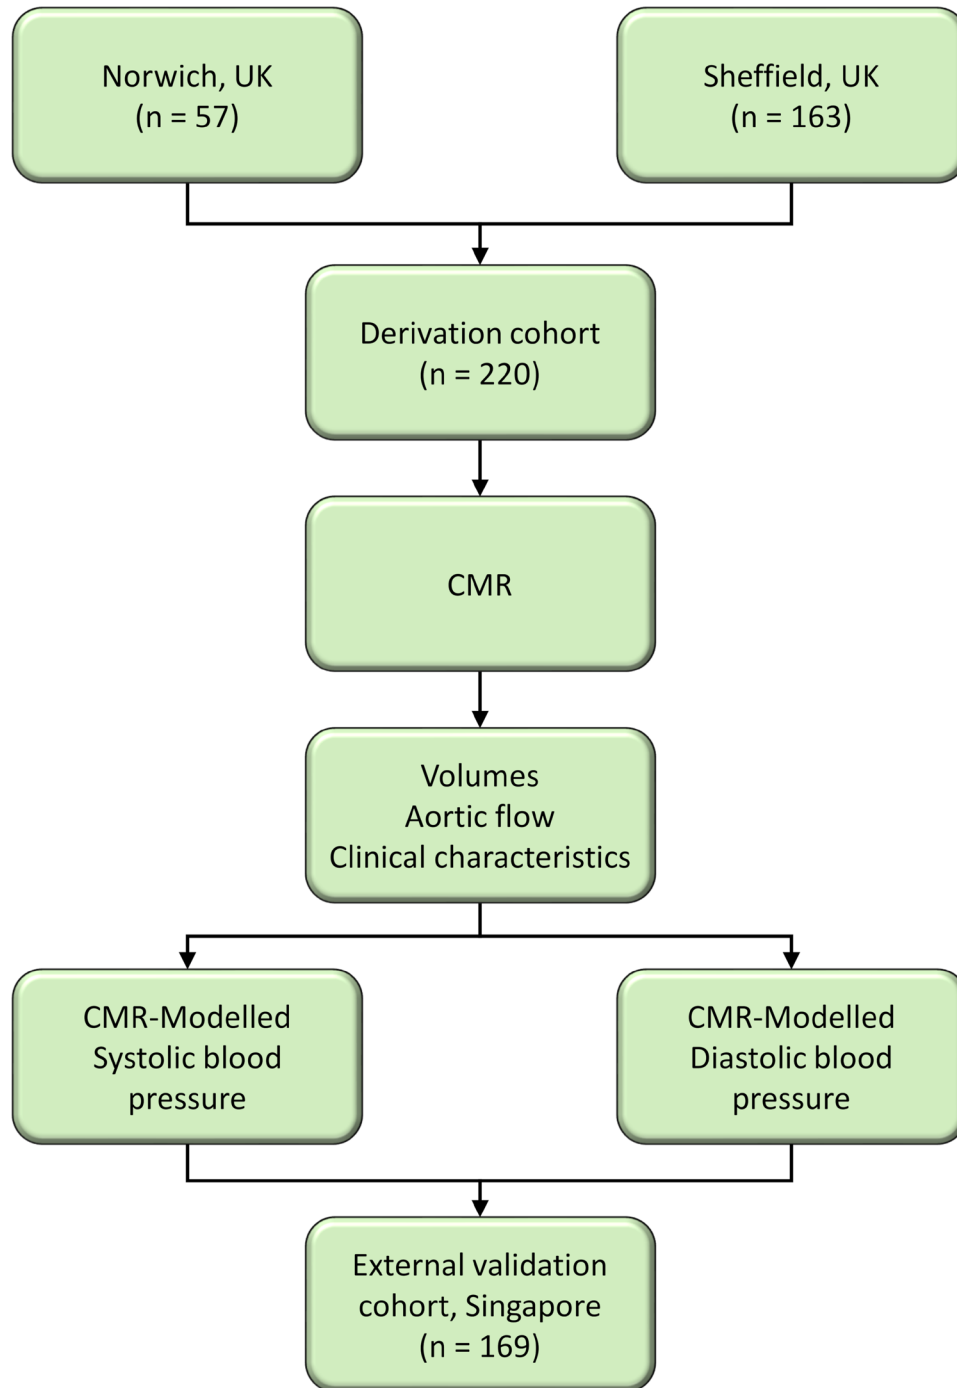 Norwich, UK
(n = 57)
Sheffield, UK
(n = 163)
Derivation cohort
(n = 220)
CMR
Volumes
Aortic flow
Clinical characteristics
CMR-Modelled
Systolic blood
pressure
CMR-Modelled
Diastolic blood
pressure
External validation
cohort, Singapore
(n = 169)